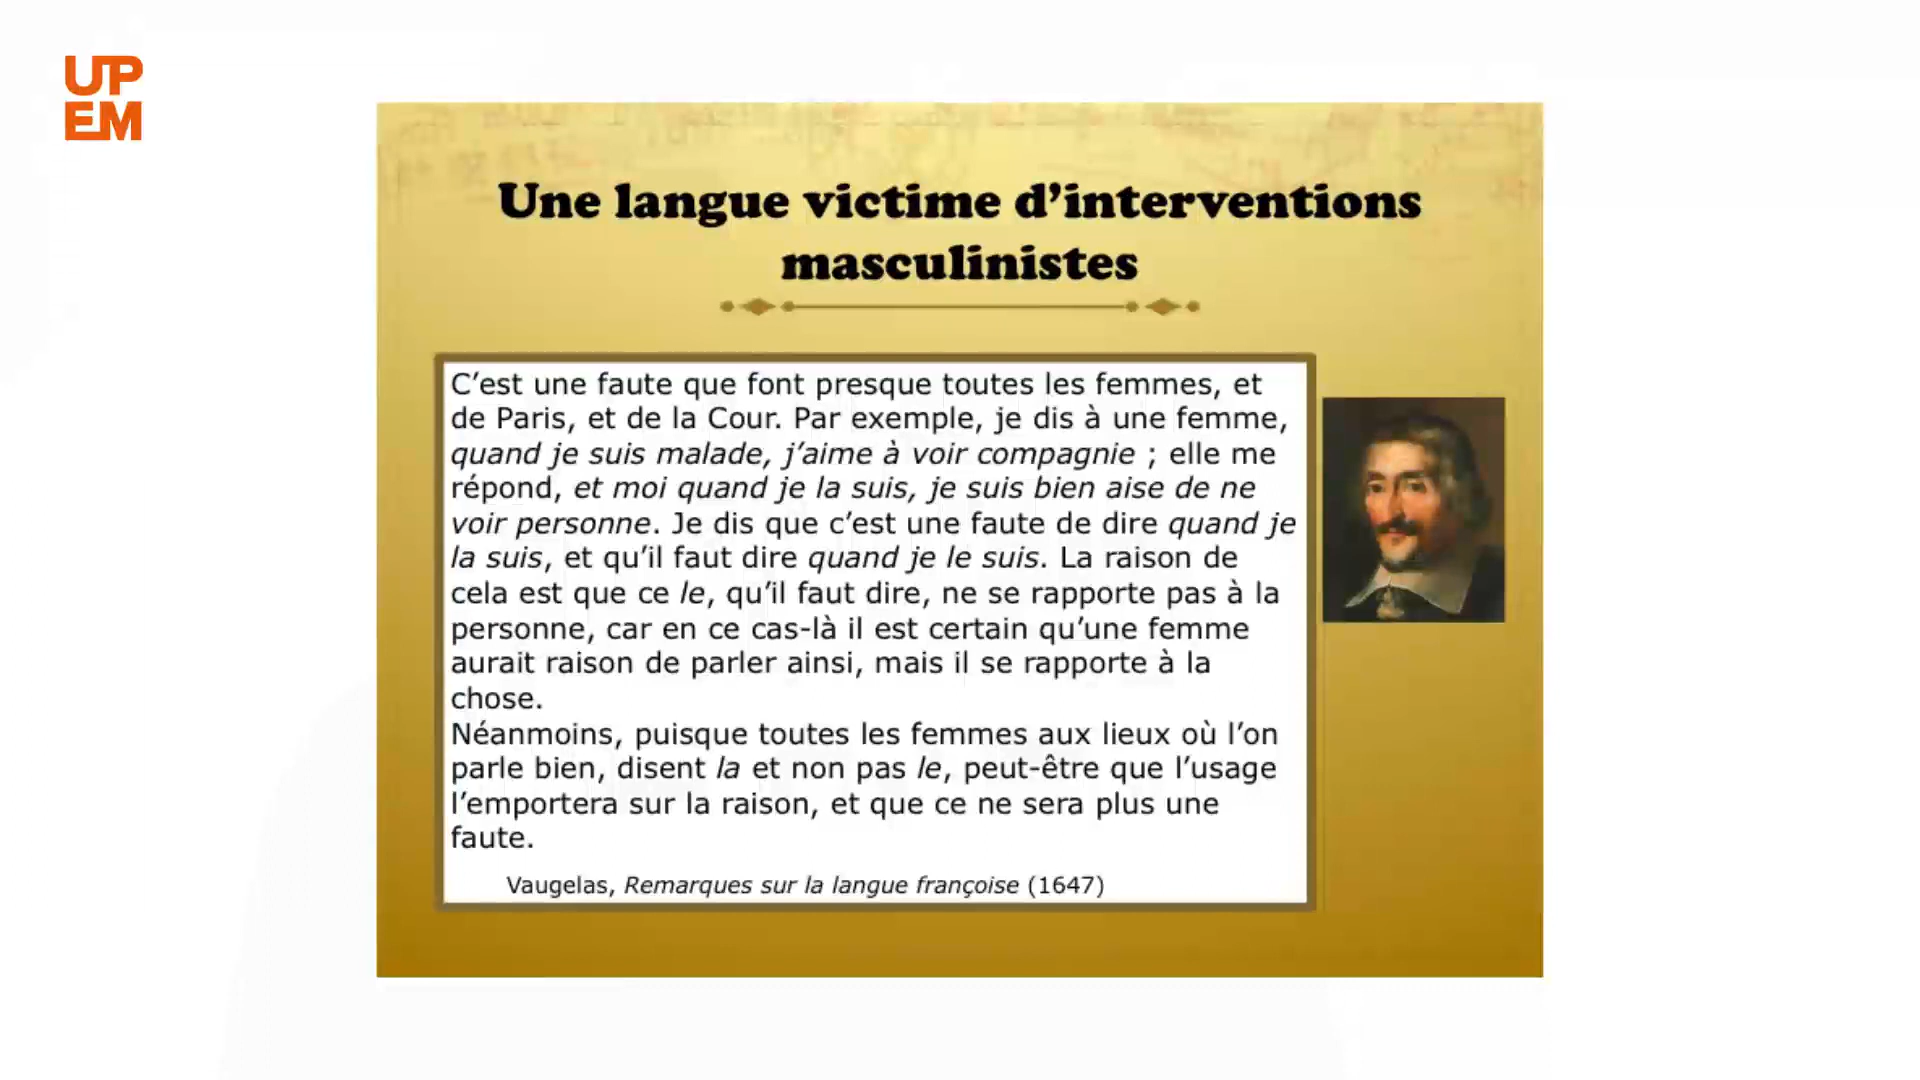 UP
EM
Une langue victime d’interventions
masculinistes
C’est une faute que font presque toutes les femmes, et
de Paris, et de la Cour. Par exemple, je dis à une femme,
quand je suis malade, j’aime à voir compagnie ; elle me
répond, et moi quand je la suis, je suis bien aise de ne
voir personne. Je dis que c’est une faute de dire quand je
la suis, et qu’il faut dire quand je le suis. La raison de
cela est que ce le, qu’il faut dire, ne se rapporte pas à la
personne, car en ce cas-là il est certain qu’une femme
aurait raison de parler ainsi, mais il se rapporte à la
chose.
Néanmoins, puisque toutes les femmes aux lieux où l’on
parle bien, disent la et non pas le, peut-être que l’usage
l’emportera sur la raison, et que ce ne sera plus une
faute.
Vaugelas, Remarques sur la langue françoise (1647)